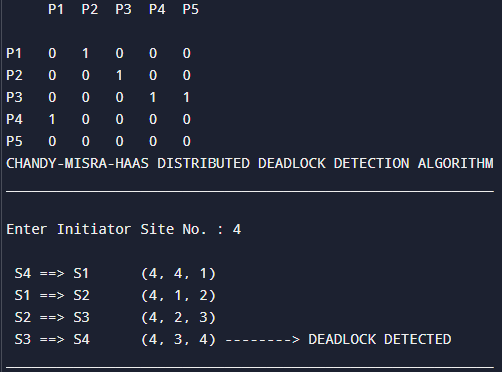 P1 P2 P3 P4 P5
P1 0 1 0 0 0
P2 0 0 1 0 0
P3 0 0 0 1 1
P4 1 0 0 0 0
P5 0 0 0 0 0
CHANDY-MISRA-HAAS DISTRIBUTED DEADLOCK DETECTION ALGORITHM
Enter Initiator Site No. : 4
S4 ==> S1 (4, 4, 1)
S1 ==> S2 (4, 1, 2)
S2 ==> S3 (4, 2, 3)
S3 ==> S4 (4, 3, 4) --------> DEADLOCK DETECTED